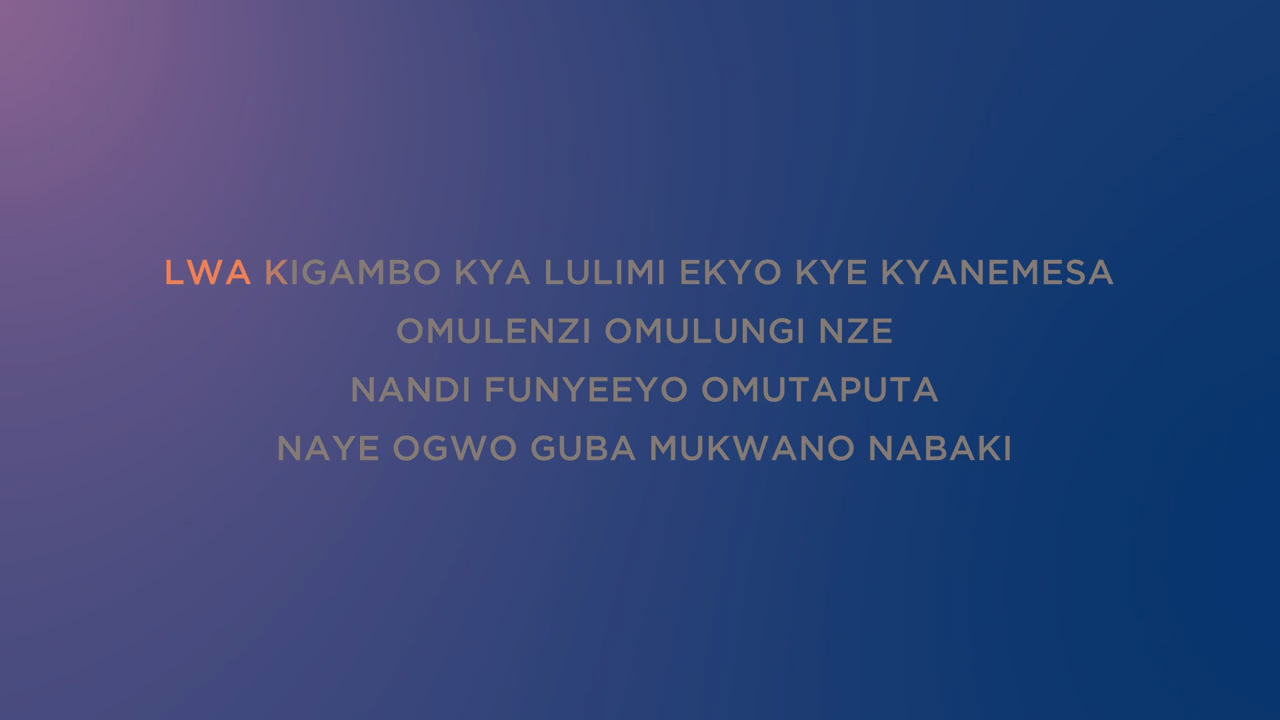 LWA KIGAMBO KYA LULIMI EKYO KYE KYANEMESA
OMULENZI OMULUNGI NZE
NANDI FUNYEEYO OMUTAPUTA
NAYE OGWO GUBA MUKWANO NABAKI